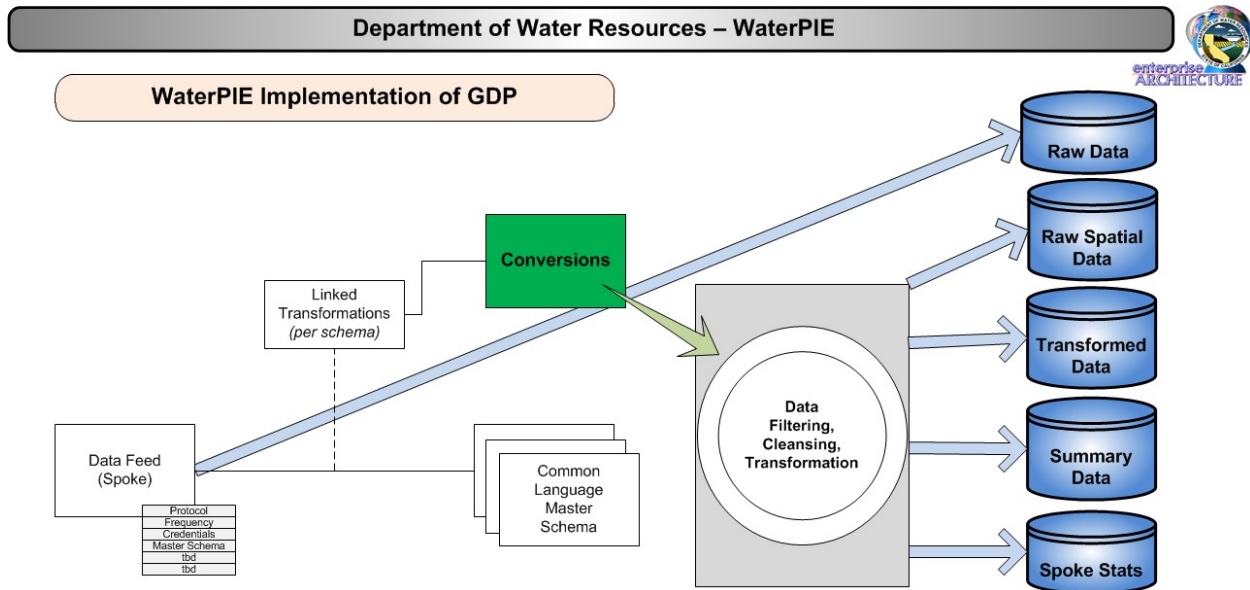 Department of Water Resources – WaterPIE
enterprise
ARCHITECTURE
WaterPIE Implementation of GDP
Raw Data
Raw Spatial
Data
Conversions
Linked
Transformations
(per schema)
Transformed
Data
Data
Filtering,
Cleansing,
Transformation
Data Feed
(Spoke)
Common
Language
Master
Schema
Summary
Data
Protocol
Frequency
Credentials
Master Schema
tbd
tbd
Spoke Stats